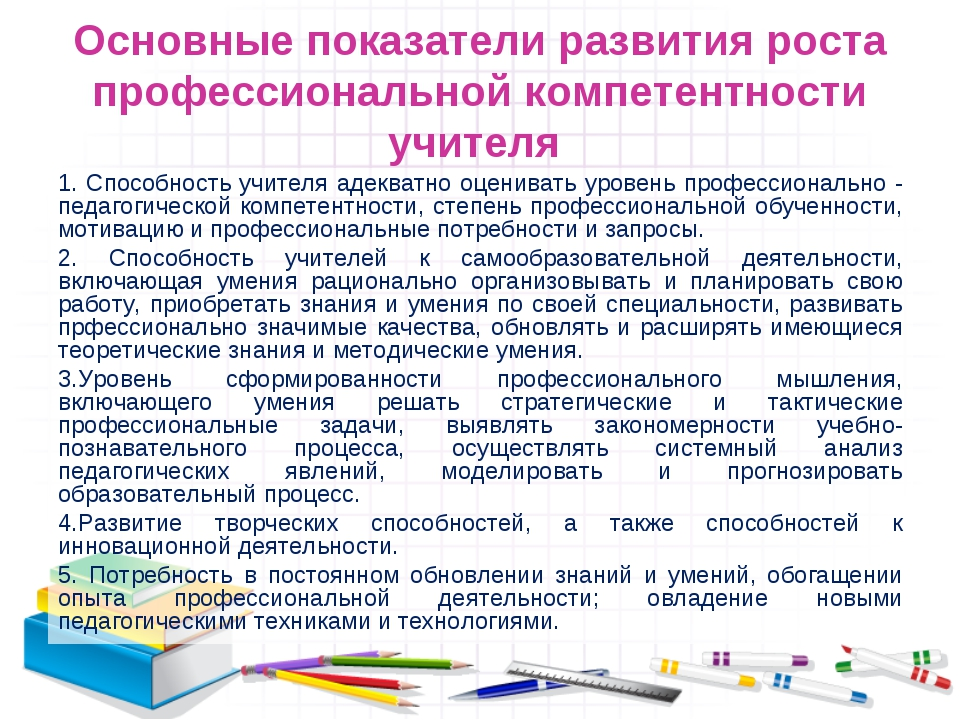 Основные показатели развития роста
профессиональной компетентности
учителя
1. Способность учителя адекватно оценивать уровень профессионально -
педагогической компетентности, степень профессиональной обученности,
мотивацию и профессиональные потребности и запросы.
2. Способность учителей к самообразовательной деятельности,
включающая умения рационально организовывать и планировать свою
работу, приобретать знания и умения по своей специальности, развивать
прфессионально значимые качества, обновлять и расширять имеющиеся
теоретические знания и методические умения.
3.Уровень сформированности профессионального мышления,
включающего умения решать стратегические и тактические
профессиональные задачи, выявлять закономерности учебно-
познавательного процесса, осуществлять системный анализ
педагогических явлений, моделировать и прогнозировать
образовательный процесс.
4.Развитие творческих способностей, а также способностей к
инновационной деятельности.
5. Потребность в постоянном обновлении знаний и умений, обогащении
опыта профессиональной деятельности; овладение новыми
педагогическими техниками и технологиями.